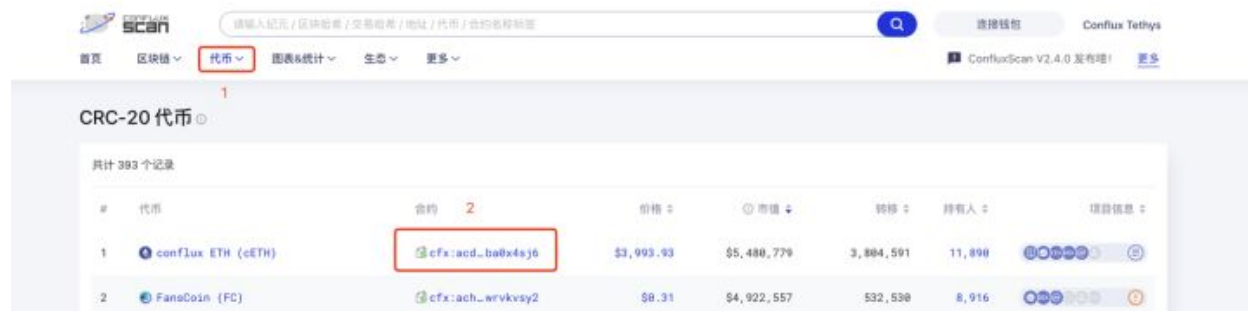 CONFLUX
scan
请输入纪元 / 区块哈希 / 交易哈希 / 地址 / 代币 / 合约名称标签
连接钱包
Conflux Tethys
首页 区块链 代币 图表&统计 生态 更多
ConfluxScan V2.4.0 发布啦! 更多
1
CRC-20 代币
共计 393 个记录
# 代币 合约 2 价格 市值 转移 持有人 项目信息
1 conflux ETH (cETH) cfx:acd…ba0x4sj6 $3,993.93 $5,480,779 3,804,591 11,890
2 FansCoin (FC) cfx:ach…wrvkvsy2 $0.31 $4,922,557 532,530 8,916